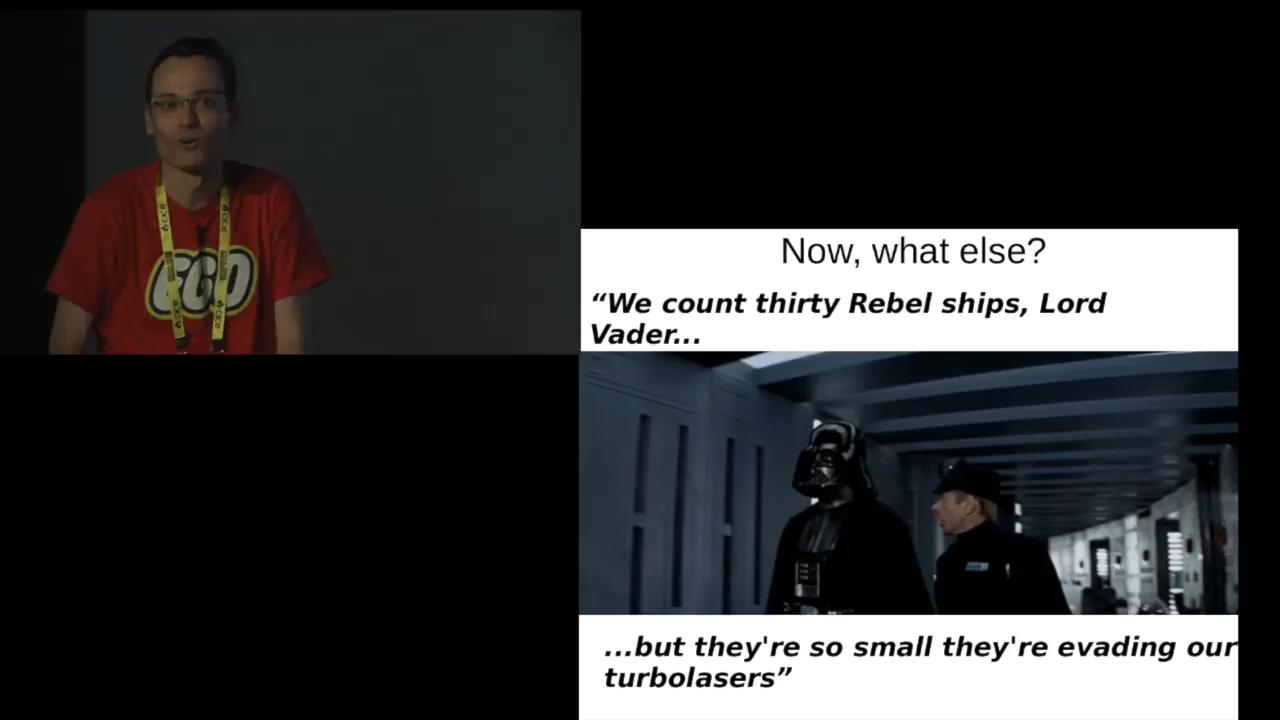 EGO
Now, what else?
“We count thirty Rebel ships, Lord
Vader...
...but they're so small they're evading our
turbolasers”